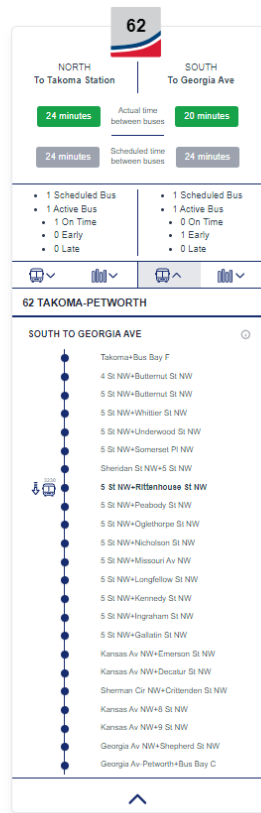 62
NORTH
To Takoma Station
SOUTH
To Georgia Ave
24 minutes
Actual time
between buses
20 minutes
24 minutes
Scheduled time
between buses
24 minutes
1 Scheduled Bus
1 Active Bus
1 On Time
0 Early
0 Late
1 Scheduled Bus
1 Active Bus
0 On Time
1 Early
0 Late
62 TAKOMA-PETWORTH
SOUTH TO GEORGIA AVE
Takoma+Bus Bay F
4 St NW+Butternut St NW
5 St NW+Butternut St NW
5 St NW+Whittier St NW
5 St NW+Underwood St NW
5 St NW+Somerset Pl NW
Sheridan St NW+5 St NW
3230
5 St NW+Rittenhouse St NW
5 St NW+Peabody St NW
5 St NW+Oglethorpe St NW
5 St NW+Nicholson St NW
5 St NW+Missouri Av NW
5 St NW+Longfellow St NW
5 St NW+Kennedy St NW
5 St NW+Ingraham St NW
5 St NW+Gallatin St NW
Kansas Av NW+Emerson St NW
Kansas Av NW+Decatur St NW
Sherman Cir NW+Crittenden St NW
Kansas Av NW+8 St NW
Kansas Av NW+9 St NW
Georgia Av NW+Shepherd St NW
Georgia Av-Petworth+Bus Bay C